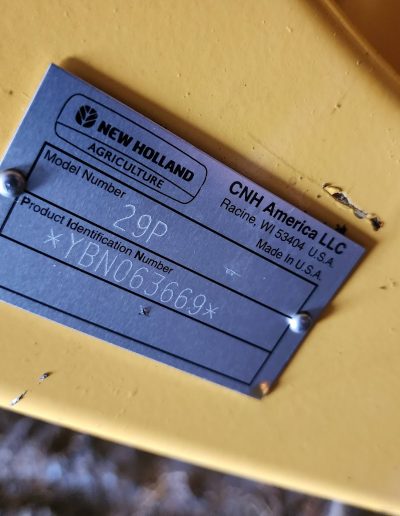 NEW HOLLAND
AGRICULTURE
CNH America LLC
Racine, WI 53404 U.S.A.
Made In U.S.A.
Model Number
29P
Product Identification Number
*YBN063669*